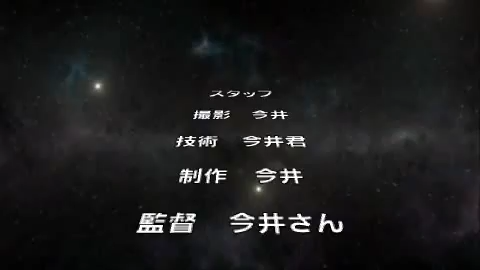 スタッフ
撮影　今井
技術　今井君
制作　今井
監督　今井さん